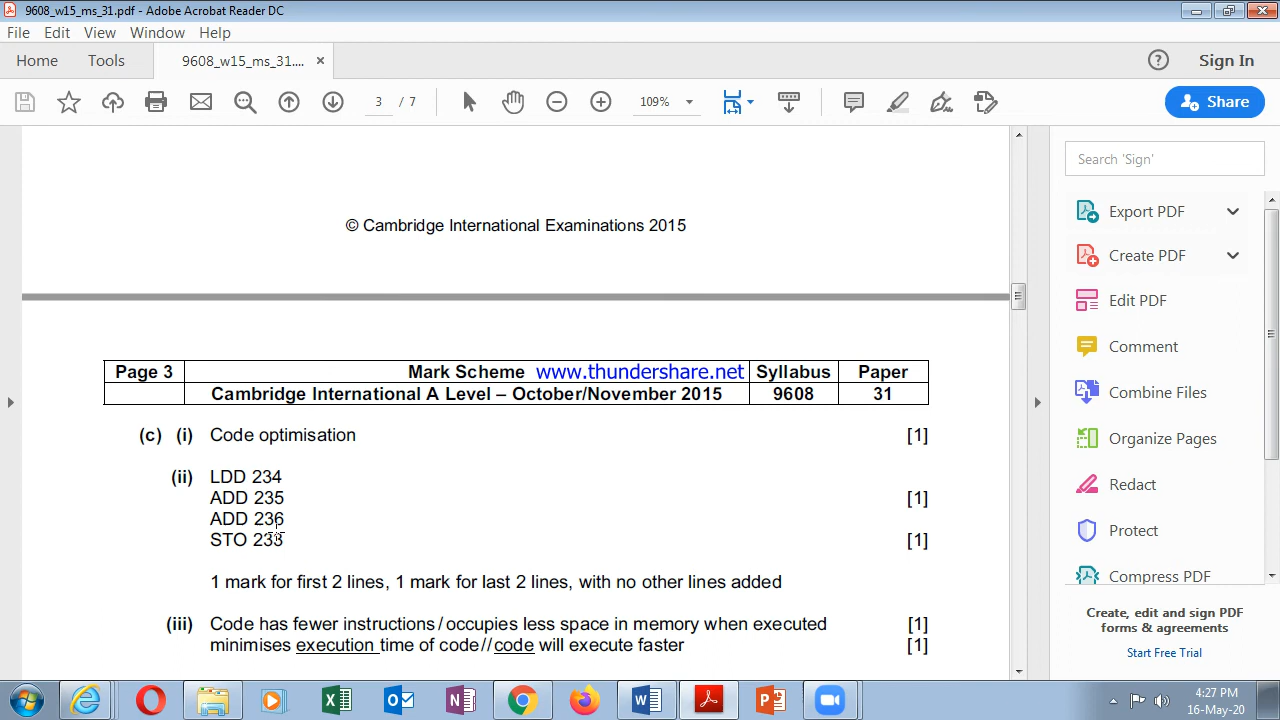 9608_w15_ms_31.pdf - Adobe Acrobat Reader DC
File Edit View Window Help
Home Tools 9608_w15_ms_31.... × Sign In
3 / 7 109% Share
Search 'Sign'
© Cambridge International Examinations 2015
Export PDF
Create PDF
Edit PDF
Comment
Combine Files
Organize Pages
Redact
Protect
Compress PDF
Create, edit and sign PDF
forms & agreements
Start Free Trial
Page 3 Mark Scheme www.thundershare.net Syllabus Paper
Cambridge International A Level – October/November 2015 9608 31
(c) (i) Code optimisation [1]
(ii) LDD 234
ADD 235 [1]
ADD 236
STO 233 [1]
1 mark for first 2 lines, 1 mark for last 2 lines, with no other lines added
(iii) Code has fewer instructions / occupies less space in memory when executed [1]
minimises execution time of code // code will execute faster [1]
4:27 PM
16-May-20